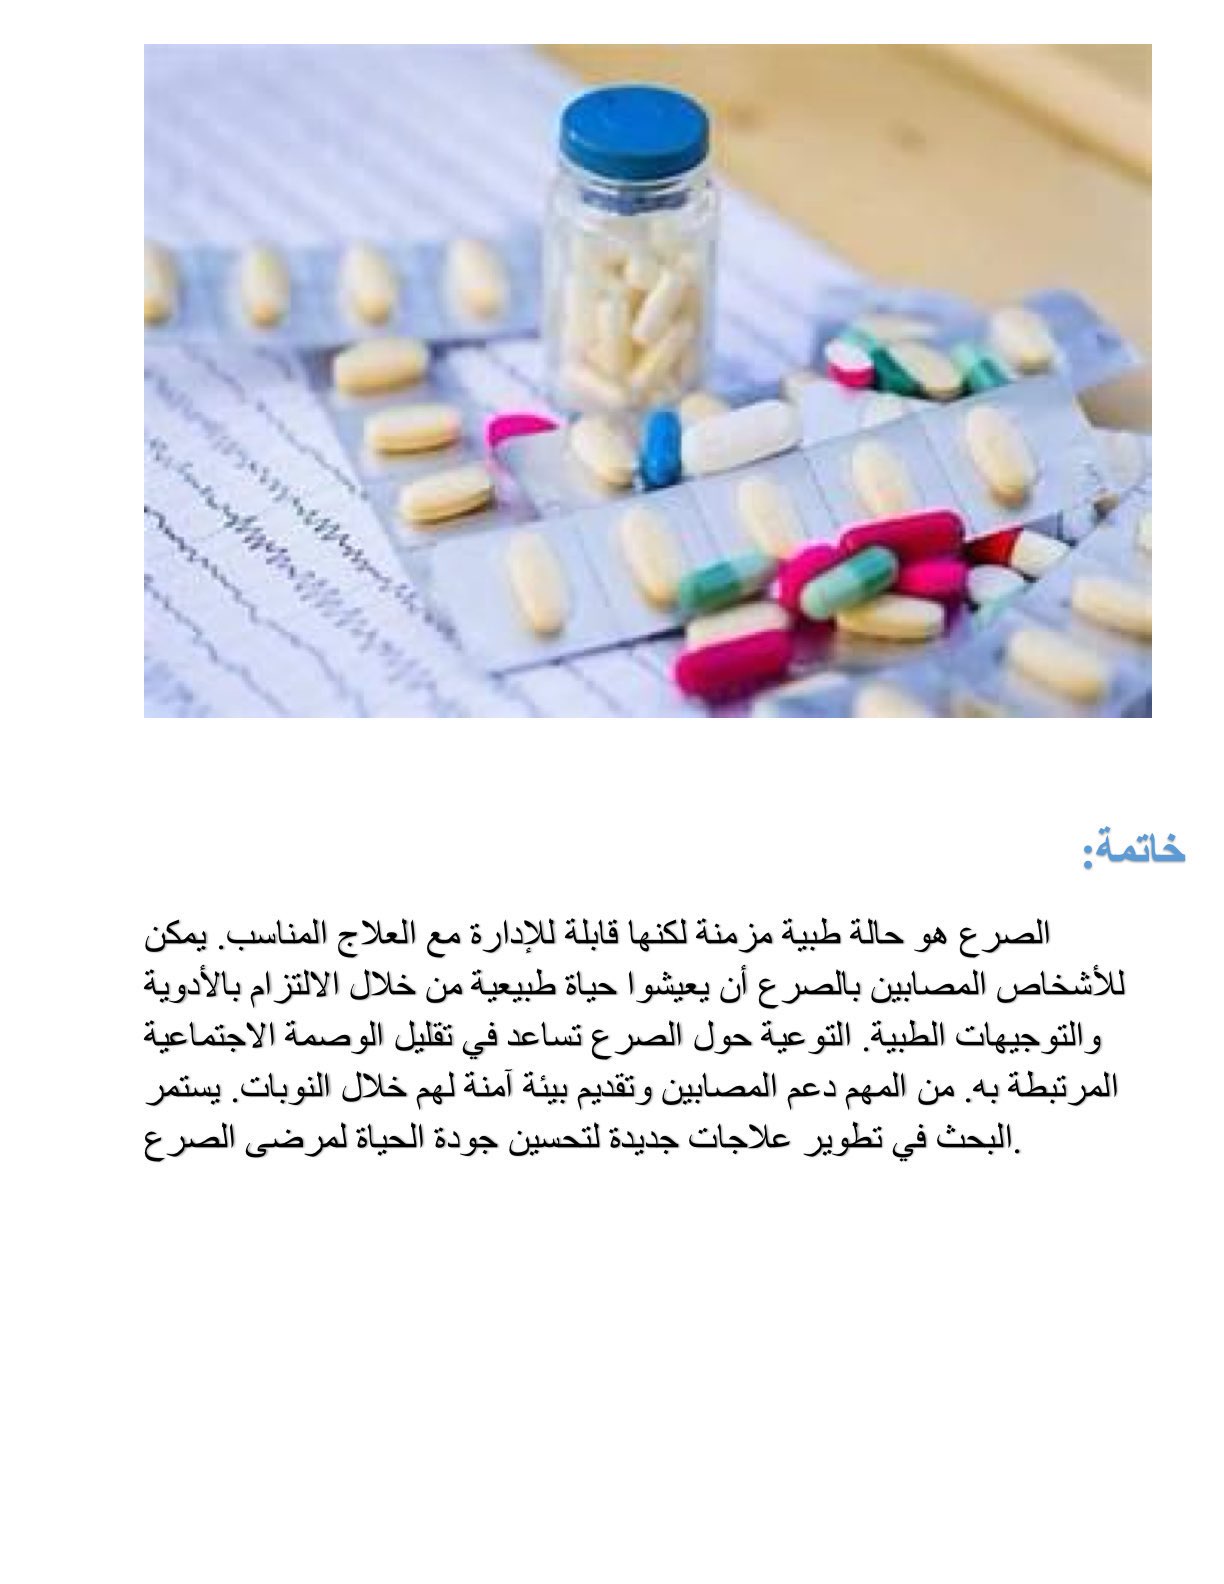 خاتمة:
الصرع هو حالة طبية مزمنة لكنها قابلة للإدارة مع العلاج المناسب. يمكن
للأشخاص المصابين بالصرع أن يعيشوا حياة طبيعية من خلال الالتزام بالأدوية
والتوجيهات الطبية. التوعية حول الصرع تساعد في تقليل الوصمة الاجتماعية
المرتبطة به. من المهم دعم المصابين وتقديم بيئة آمنة لهم خلال النوبات. يستمر
البحث في تطوير علاجات جديدة لتحسين جودة الحياة لمرضى الصرع.